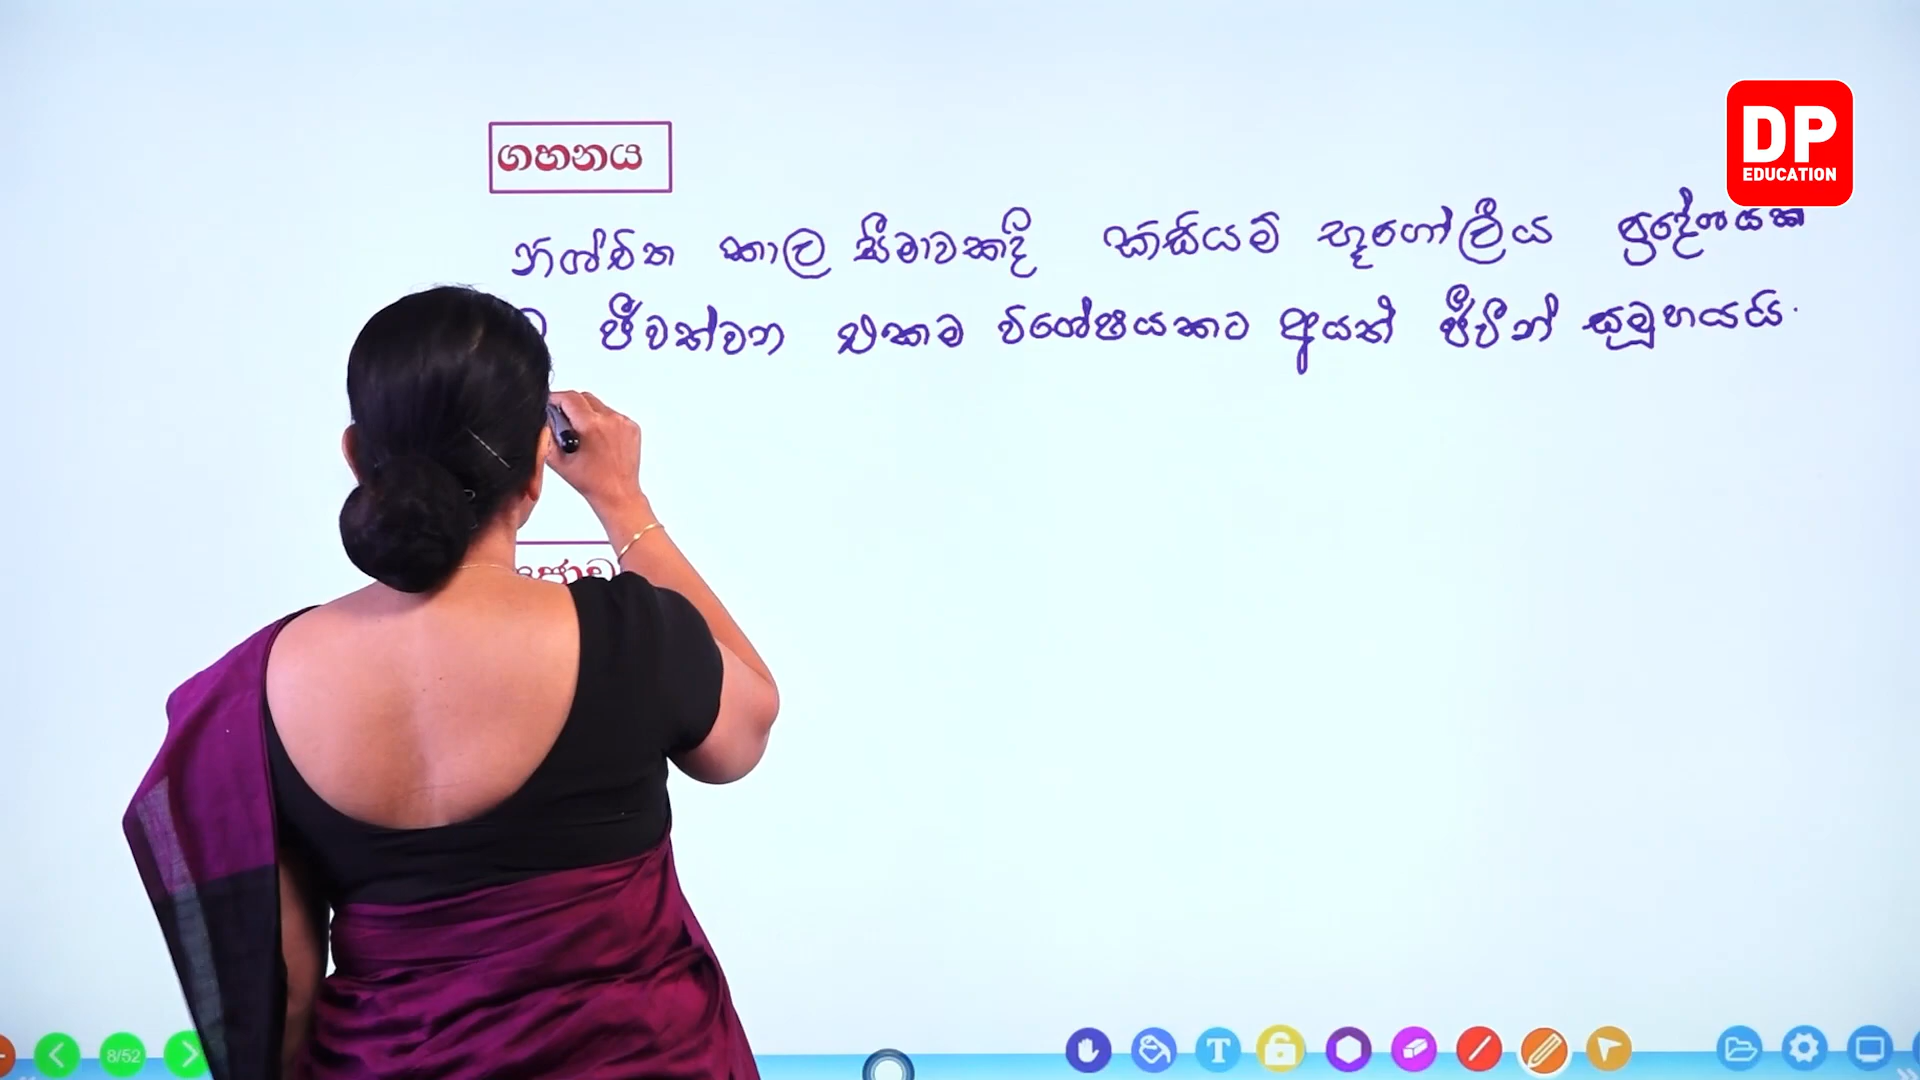 DP
EDUCATION
ගහනය
නිශ්චිත කාල සීමාවකදී කිසියම් භූගෝලීය ප්‍රදේශයක
ජීවත්වන එකම විශේෂයකට අයත් ජීවීන් සමූහයයි.
8/52
T